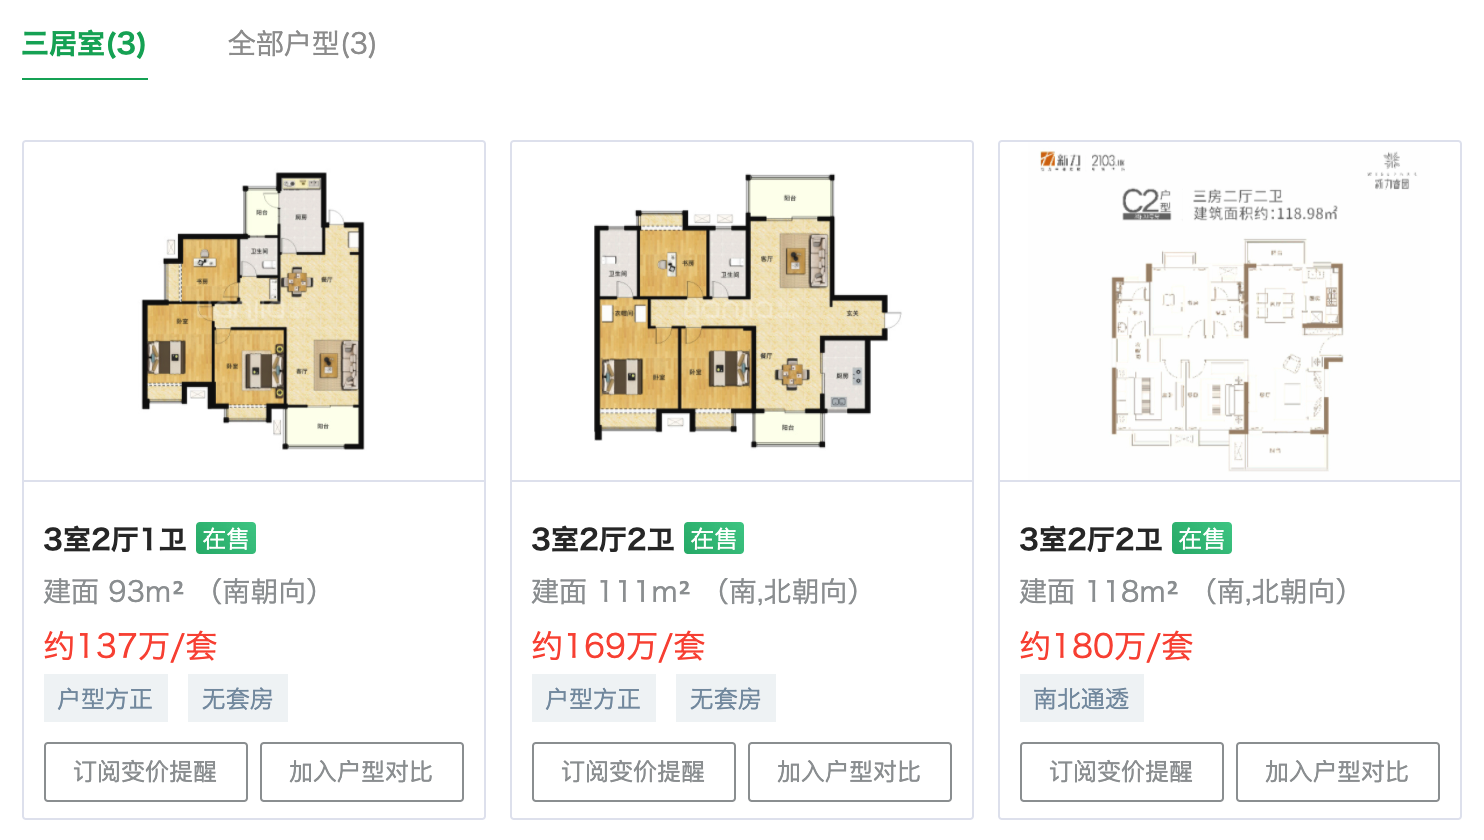 三居室(3)
全部户型(3)
阳台
厨房
卫生间
书房
餐厅
卧室
卧室
客厅
阳台
阳台
卫生间
书房
卫生间
客厅
衣帽间
玄关
卧室
卧室
餐厅
厨房
阳台
新力 2103.
新力睿园
C2户型
三房二厅二卫
建筑面积约:118.98㎡
3室2厅1卫 在售
建面 93m² （南朝向）
约137万/套
户型方正 无套房
订阅变价提醒 加入户型对比
3室2厅2卫 在售
建面 111m² （南,北朝向）
约169万/套
户型方正 无套房
订阅变价提醒 加入户型对比
3室2厅2卫 在售
建面 118m² （南,北朝向）
约180万/套
南北通透
订阅变价提醒 加入户型对比